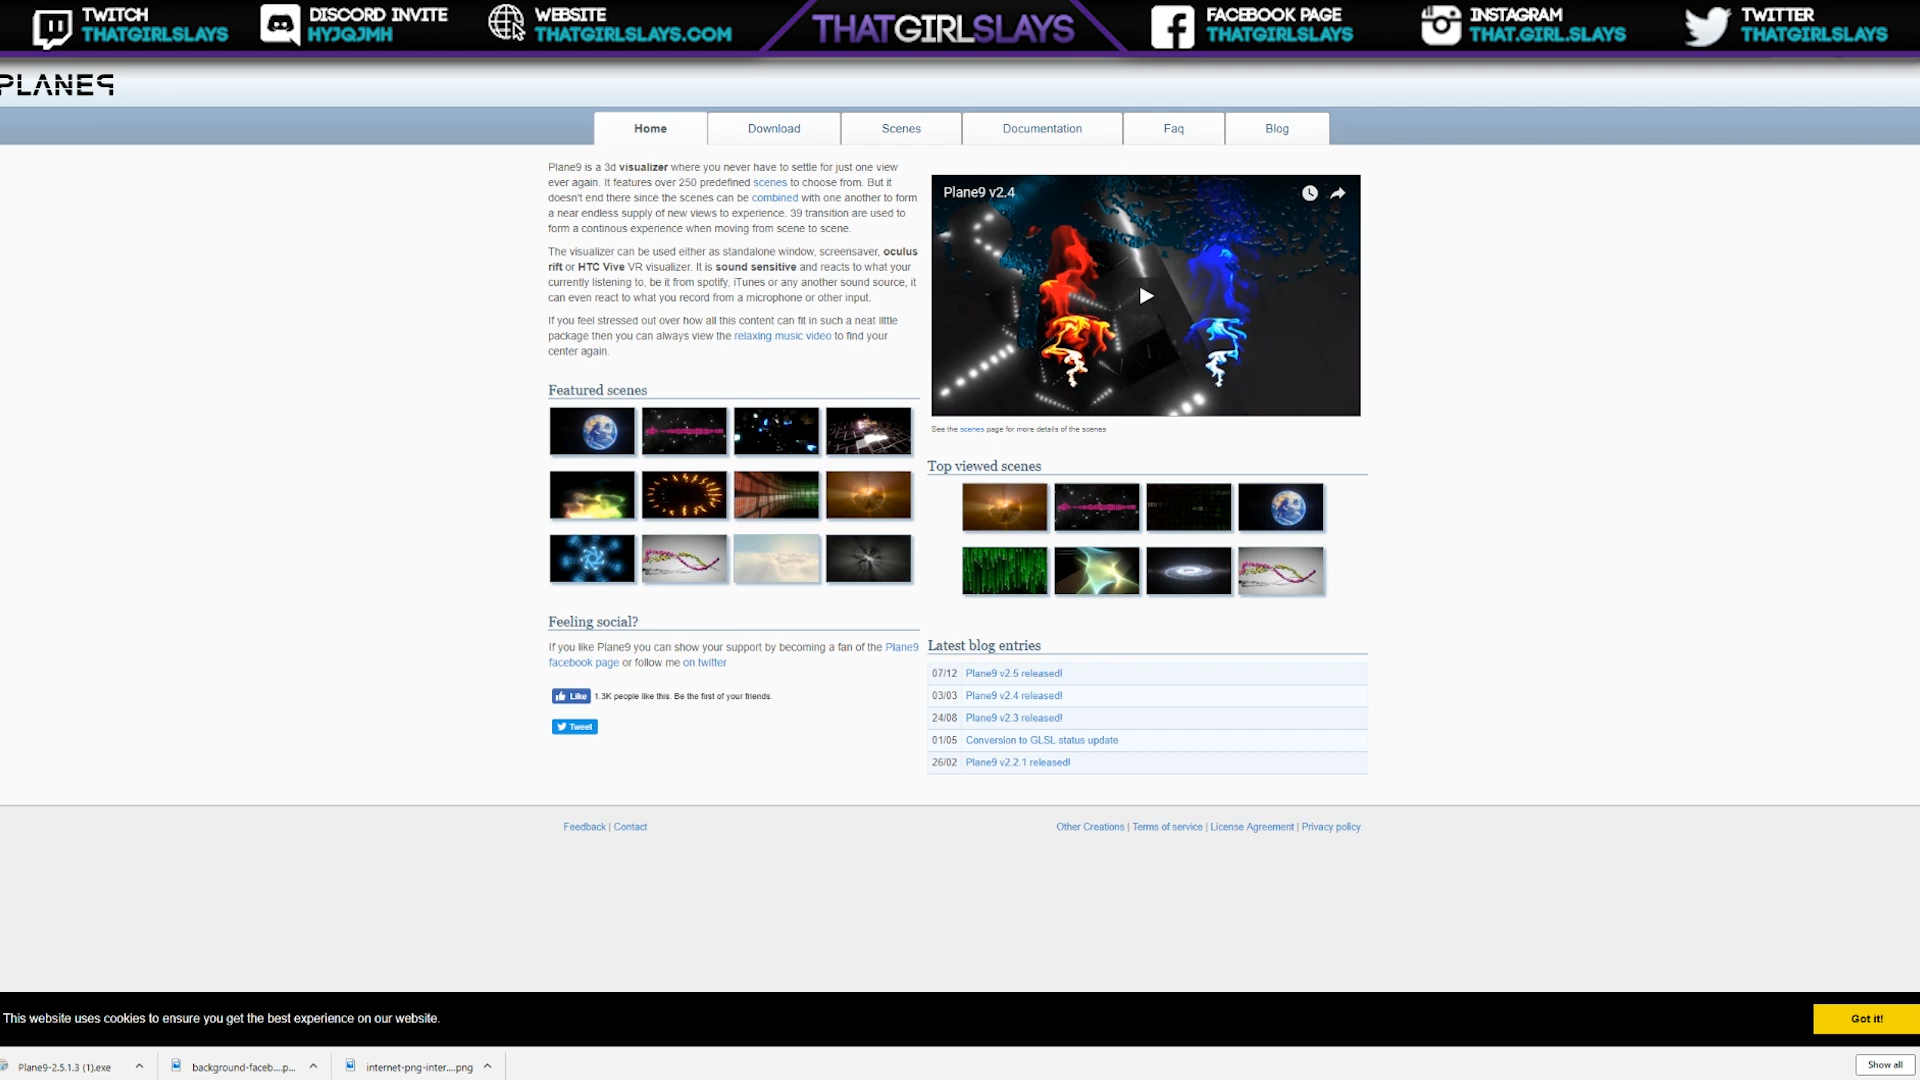 TWITCH
THATGIRLSLAYS
DISCORD INVITE
HYJQJMH
WEBSITE
THATGIRLSLAYS.COM
THATGIRLSLAYS
FACEBOOK PAGE
THATGIRLSLAYS
INSTAGRAM
THAT.GIRL.SLAYS
TWITTER
THATGIRLSLAYS
PLANE9
Home
Download
Scenes
Documentation
Faq
Blog
Plane9 is a 3d visualizer where you never have to settle for just one view
ever again. It features over 250 predefined scenes to choose from. But it
doesn't end there since the scenes can be combined with one another to form
a near endless supply of new views to experience. 39 transition are used to
form a continous experience when moving from scene to scene.
The visualizer can be used either as standalone window, screensaver, oculus
rift or HTC Vive VR visualizer. It is sound sensitive and reacts to what your
currently listening to, be it from spotify, iTunes or any another sound source, it
can even react to what you record from a microphone or other input.
If you feel stressed out over how all this content can fit in such a neat little
package then you can always view the relaxing music video to find your
center again.
Featured scenes
Feeling social?
If you like Plane9 you can show your support by becoming a fan of the Plane9
facebook page or follow me on twitter
Like 1.3K people like this. Be the first of your friends.
Tweet
Plane9 v2.4
See the scenes page for more details of the scenes
Top viewed scenes
Latest blog entries
07/12 Plane9 v2.5 released!
03/03 Plane9 v2.4 released!
24/08 Plane9 v2.3 released!
01/05 Conversion to GLSL status update
26/02 Plane9 v2.2.1 released!
Feedback | Contact
Other Creations | Terms of service | License Agreement | Privacy policy
This website uses cookies to ensure you get the best experience on our website.
Got it!
Plane9-2.5.1.3 (1).exe
background-faceb....p...
internet-png-inter....png
Show all